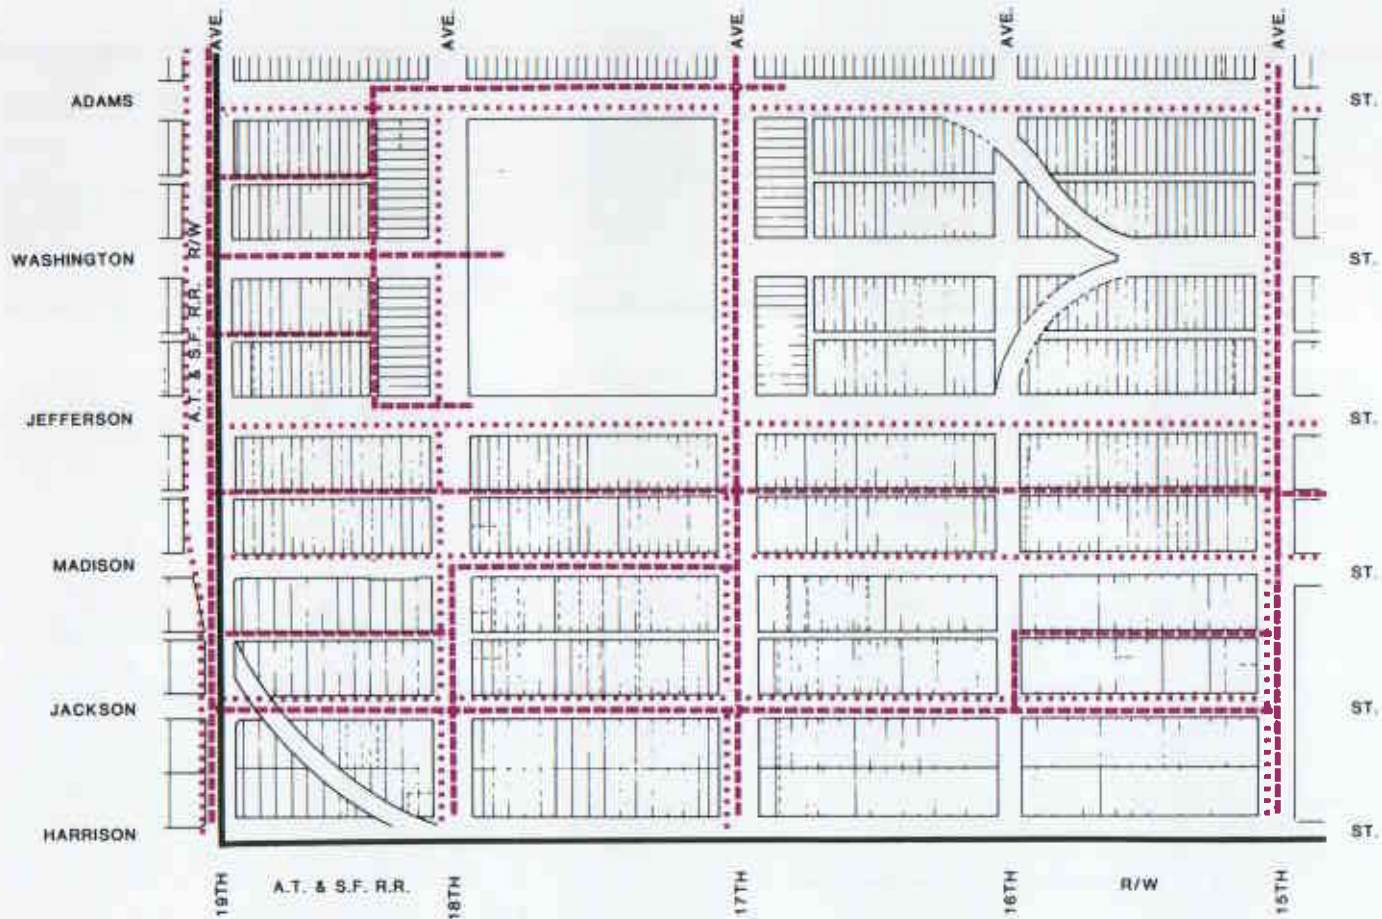 AVE.
AVE.
AVE.
AVE.
AVE.
ADAMS
ST.
WASHINGTON
ST.
A.T. & S.F. R.R. R/W
JEFFERSON
ST.
MADISON
ST.
JACKSON
ST.
HARRISON
ST.
19TH
A.T. & S.F. R.R.
18TH
17TH
16TH
R/W
15TH